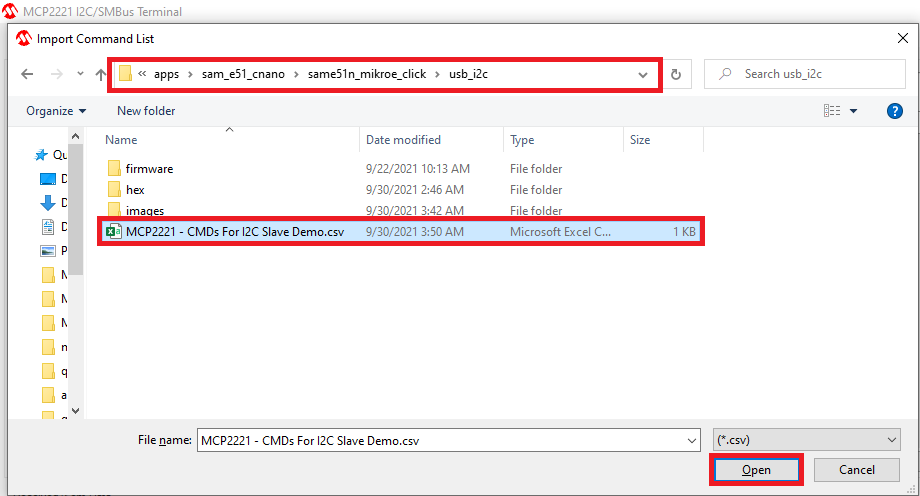 MCP2221 I2C/SMBus Terminal
Import Command List
« apps > sam_e51_cnano > same51n_mikroe_click > usb_i2c
Search usb_i2c
Organize New folder
Name Date modified Type Size
firmware 9/22/2021 10:13 AM File folder
hex 9/30/2021 2:46 AM File folder
images 9/30/2021 3:42 AM File folder
MCP2221 - CMDs For I2C Slave Demo.csv 9/30/2021 3:50 AM Microsoft Excel C... 1 KB
Qu
D
D
D
P
M
M
M
n
q
a
File name: MCP2221 - CMDs For I2C Slave Demo.csv (*.csv)
Open Cancel